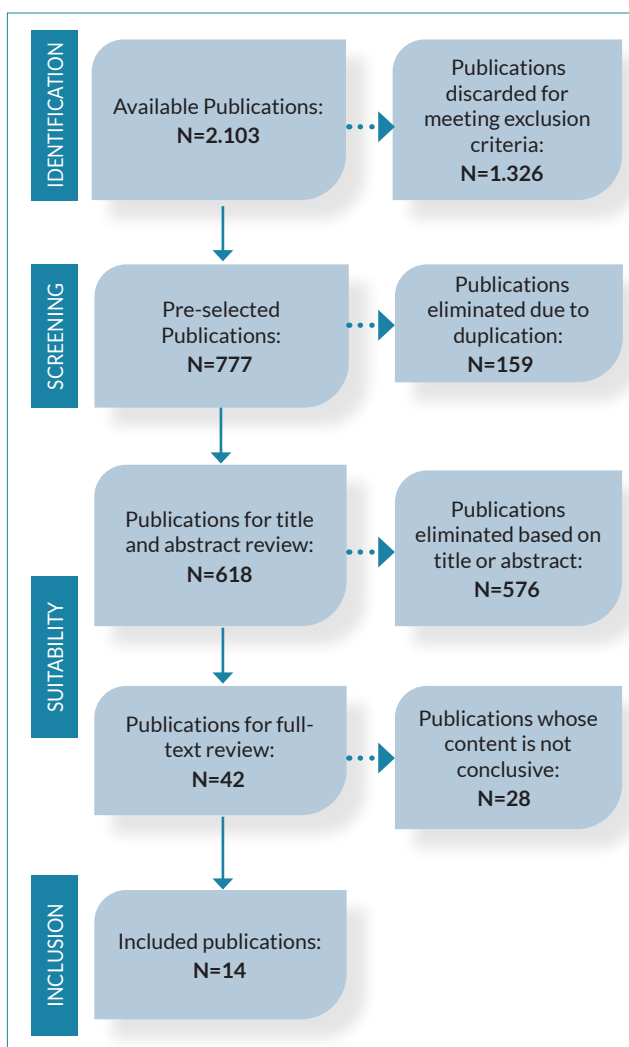 IDENTIFICATION
Available Publications:
N=2.103
Publications
discarded for
meeting exclusion
criteria:
N=1.326
SCREENING
Pre-selected
Publications:
N=777
Publications
eliminated due to
duplication:
N=159
SUITABILITY
Publications for title
and abstract review:
N=618
Publications
eliminated based on
title or abstract:
N=576
Publications for full-
text review:
N=42
Publications whose
content is not
conclusive:
N=28
INCLUSION
Included publications:
N=14